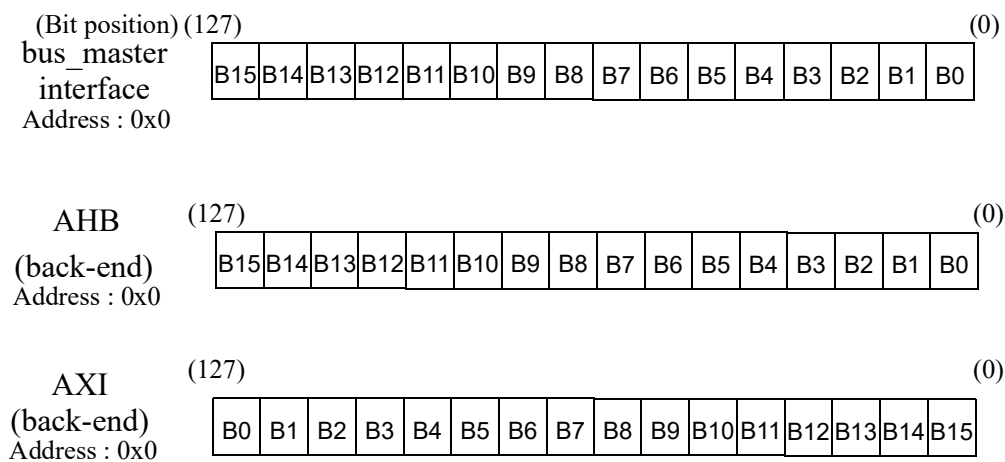 (Bit position) (127) (0)
bus_master
interface
Address : 0x0
B15 B14 B13 B12 B11 B10 B9 B8 B7 B6 B5 B4 B3 B2 B1 B0
AHB (127) (0)
(back-end)
Address : 0x0
B15 B14 B13 B12 B11 B10 B9 B8 B7 B6 B5 B4 B3 B2 B1 B0
AXI (127) (0)
(back-end)
Address : 0x0
B0 B1 B2 B3 B4 B5 B6 B7 B8 B9 B10 B11 B12 B13 B14 B15